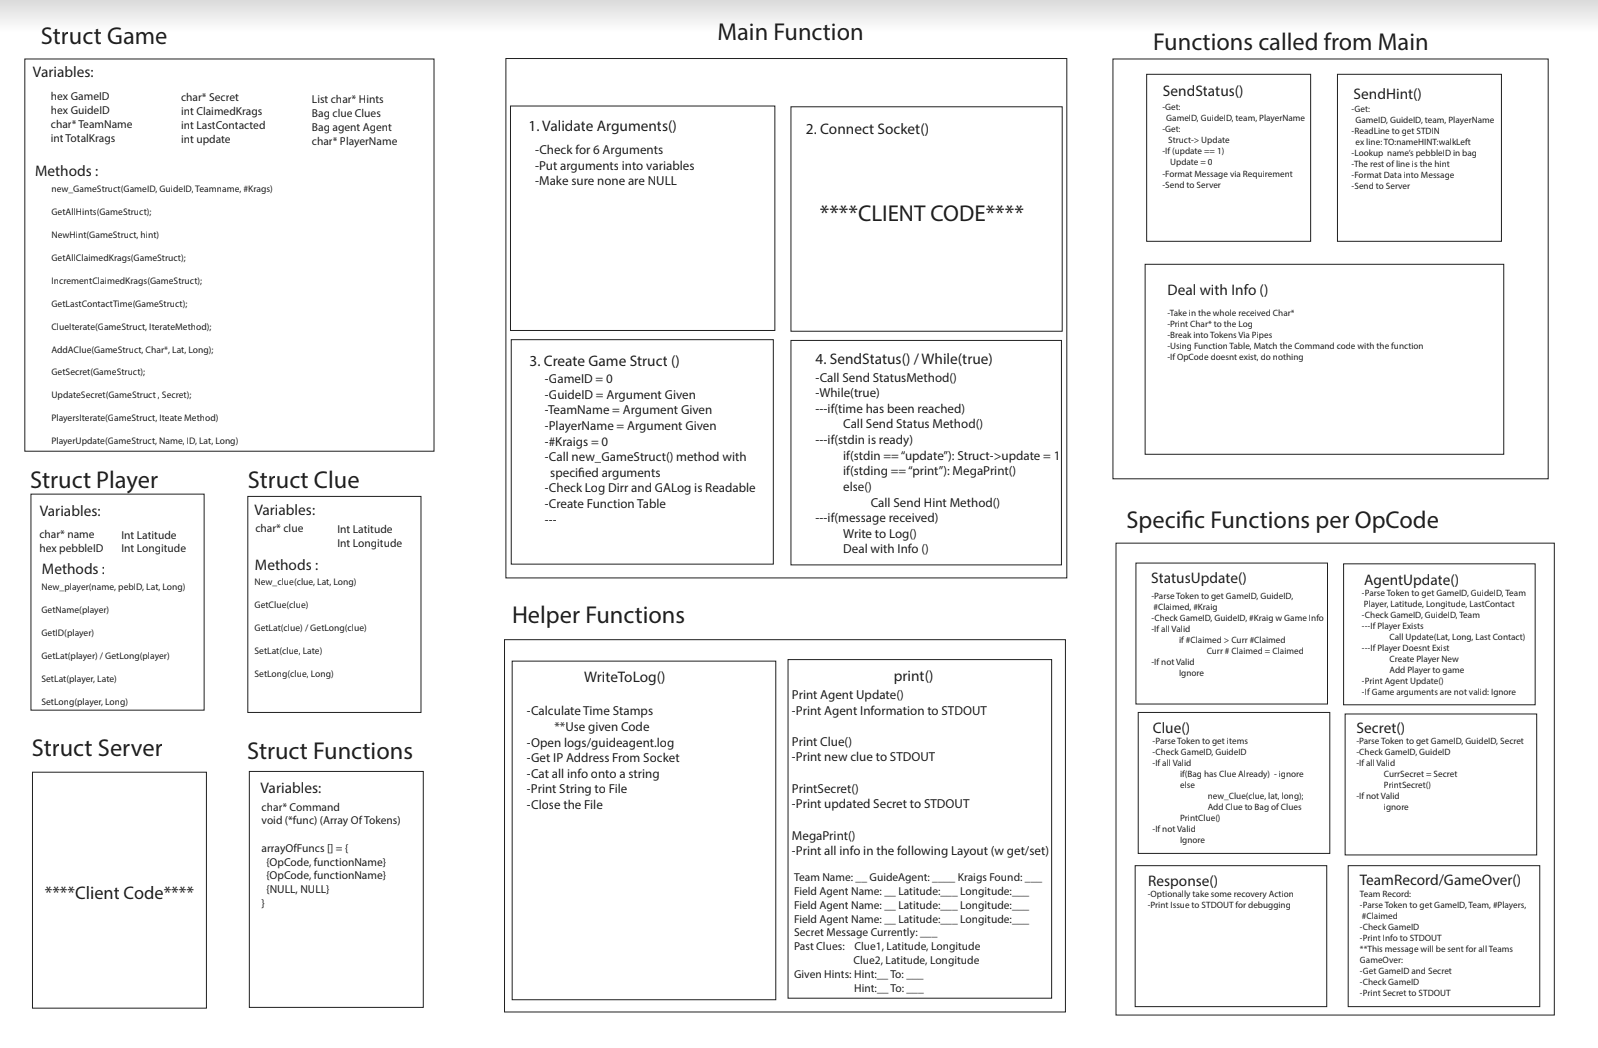 Struct Game
Variables:
hex GameID
hex GuideID
char* TeamName
int TotalKrags
char* Secret
int ClaimedKrags
int LastContacted
int update
List char* Hints
Bag clue Clues
Bag agent Agent
char* PlayerName
Methods :
new_GameStruct(GameID, GuideID, Teamname, #Krags)
GetAllHints(GameStruct);
NewHint(GameStruct, hint)
GetAllClaimedKrags(GameStruct);
IncrementClaimedKrags(GameStruct);
GetLastContactTime(GameStruct);
ClueIterate(GameStruct, IterateMethod);
AddAClue(GameStruct, Char*, Lat, Long);
GetSecret(GameStruct);
UpdateSecret(GameStruct , Secret);
PlayersIterate(GameStruct, Iteate Method)
PlayerUpdate(GameStruct, Name, ID, Lat, Long)
Struct Player
Variables:
char* name
hex pebbleID
Int Latitude
Int Longitude
Methods :
New_player(name, pebID, Lat, Long)
GetName(player)
GetID(player)
GetLat(player) / GetLong(player)
SetLat(player, Late)
SetLong(player, Long)
Struct Clue
Variables:
char* clue
Int Latitude
Int Longitude
Methods :
New_clue(clue, Lat, Long)
GetClue(clue)
GetLat(clue) / GetLong(clue)
SetLat(clue, Late)
SetLong(clue, Long)
Struct Server
****Client Code****
Struct Functions
Variables:
char* Command
void (*func) (Array Of Tokens)
arrayOfFuncs [] = {
{OpCode, functionName}
{OpCode, functionName}
{NULL, NULL}
}
Main Function
1. Validate Arguments()
-Check for 6 Arguments
-Put arguments into variables
-Make sure none are NULL
2. Connect Socket()
****CLIENT CODE****
3. Create Game Struct ()
-GameID = 0
-GuideID = Argument Given
-TeamName = Argument Given
-PlayerName = Argument Given
-#Kraigs = 0
-Call new_GameStruct() method with
specified arguments
-Check Log Dirr and GALog is Readable
-Create Function Table
---
4. SendStatus() / While(true)
-Call Send StatusMethod()
-While(true)
---if(time has been reached)
Call Send Status Method()
---if(stdin is ready)
if(stdin == “update”): Struct->update = 1
if(stding == “print”): MegaPrint()
else()
Call Send Hint Method()
---if(message received)
Write to Log()
Deal with Info ()
Helper Functions
WriteToLog()
-Calculate Time Stamps
**Use given Code
-Open logs/guideagent.log
-Get IP Address From Socket
-Cat all info onto a string
-Print String to File
-Close the File
print()
Print Agent Update()
-Print Agent Information to STDOUT
Print Clue()
-Print new clue to STDOUT
PrintSecret()
-Print updated Secret to STDOUT
MegaPrint()
-Print all info in the following Layout (w get/set)
Team Name: __ GuideAgent: ____ Kraigs Found: ___
Field Agent Name: __ Latitude:___ Longitude:___
Field Agent Name: __ Latitude:___ Longitude:___
Field Agent Name: __ Latitude:___ Longitude:___
Secret Message Currently: ___
Past Clues: Clue1, Latitude, Longitude
Clue2, Latitude, Longitude
Given Hints: Hint:__ To: ___
Hint:__ To: ___
Functions called from Main
SendStatus()
-Get:
GameID, GuideID, team, PlayerName
-Get:
Struct-> Update
-If (update == 1)
Update = 0
-Format Message via Requirement
-Send to Server
SendHint()
-Get:
GameID, GuideID, team, PlayerName
-ReadLine to get STDIN
ex line: TO:nameHINT:walkLeft
-Lookup name's pebbleID in bag
-The rest of line is the hint
-Format Data into Message
-Send to Server
Deal with Info ()
-Take in the whole received Char*
-Print Char* to the Log
-Break into Tokens Via Pipes
-Using Function Table, Match the Command code with the function
-If OpCode doesnt exist, do nothing
Specific Functions per OpCode
StatusUpdate()
-Parse Token to get GameID, GuideID,
#Claimed, #Kraig
-Check GameID, GuideID, #Kraig w Game Info
-If all Valid
if #Claimed > Curr #Claimed
Curr # Claimed = Claimed
-If not Valid
Ignore
AgentUpdate()
-Parse Token to get GameID, GuideID, Team
Player, Latitude, Longitude, LastContact
-Check GameID, GuideID, Team
---If Player Exists
Call Update(Lat, Long, Last Contact)
---If Player Doesnt Exist
Create Player New
Add Player to game
-Print Agent Update()
-If Game arguments are not valid: Ignore
Clue()
-Parse Token to get items
-Check GameID, GuideID
-If all Valid
if(Bag has Clue Already) - ignore
else
new_Clue(clue, lat, long);
Add Clue to Bag of Clues
PrintClue()
-If not Valid
Ignore
Secret()
-Parse Token to get GameID, GuideID, Secret
-Check GameID, GuideID
-If all Valid
CurrSecret = Secret
PrintSecret()
-If not Valid
ignore
Response()
-Optionally take some recovery Action
-Print Issue to STDOUT for debugging
TeamRecord/GameOver()
Team Record:
-Parse Token to get GameID, Team, #Players,
#Claimed
-Check GameID
-Print Info to STDOUT
**This message will be sent for all Teams
GameOver:
-Get GameID and Secret
-Check GameID
-Print Secret to STDOUT